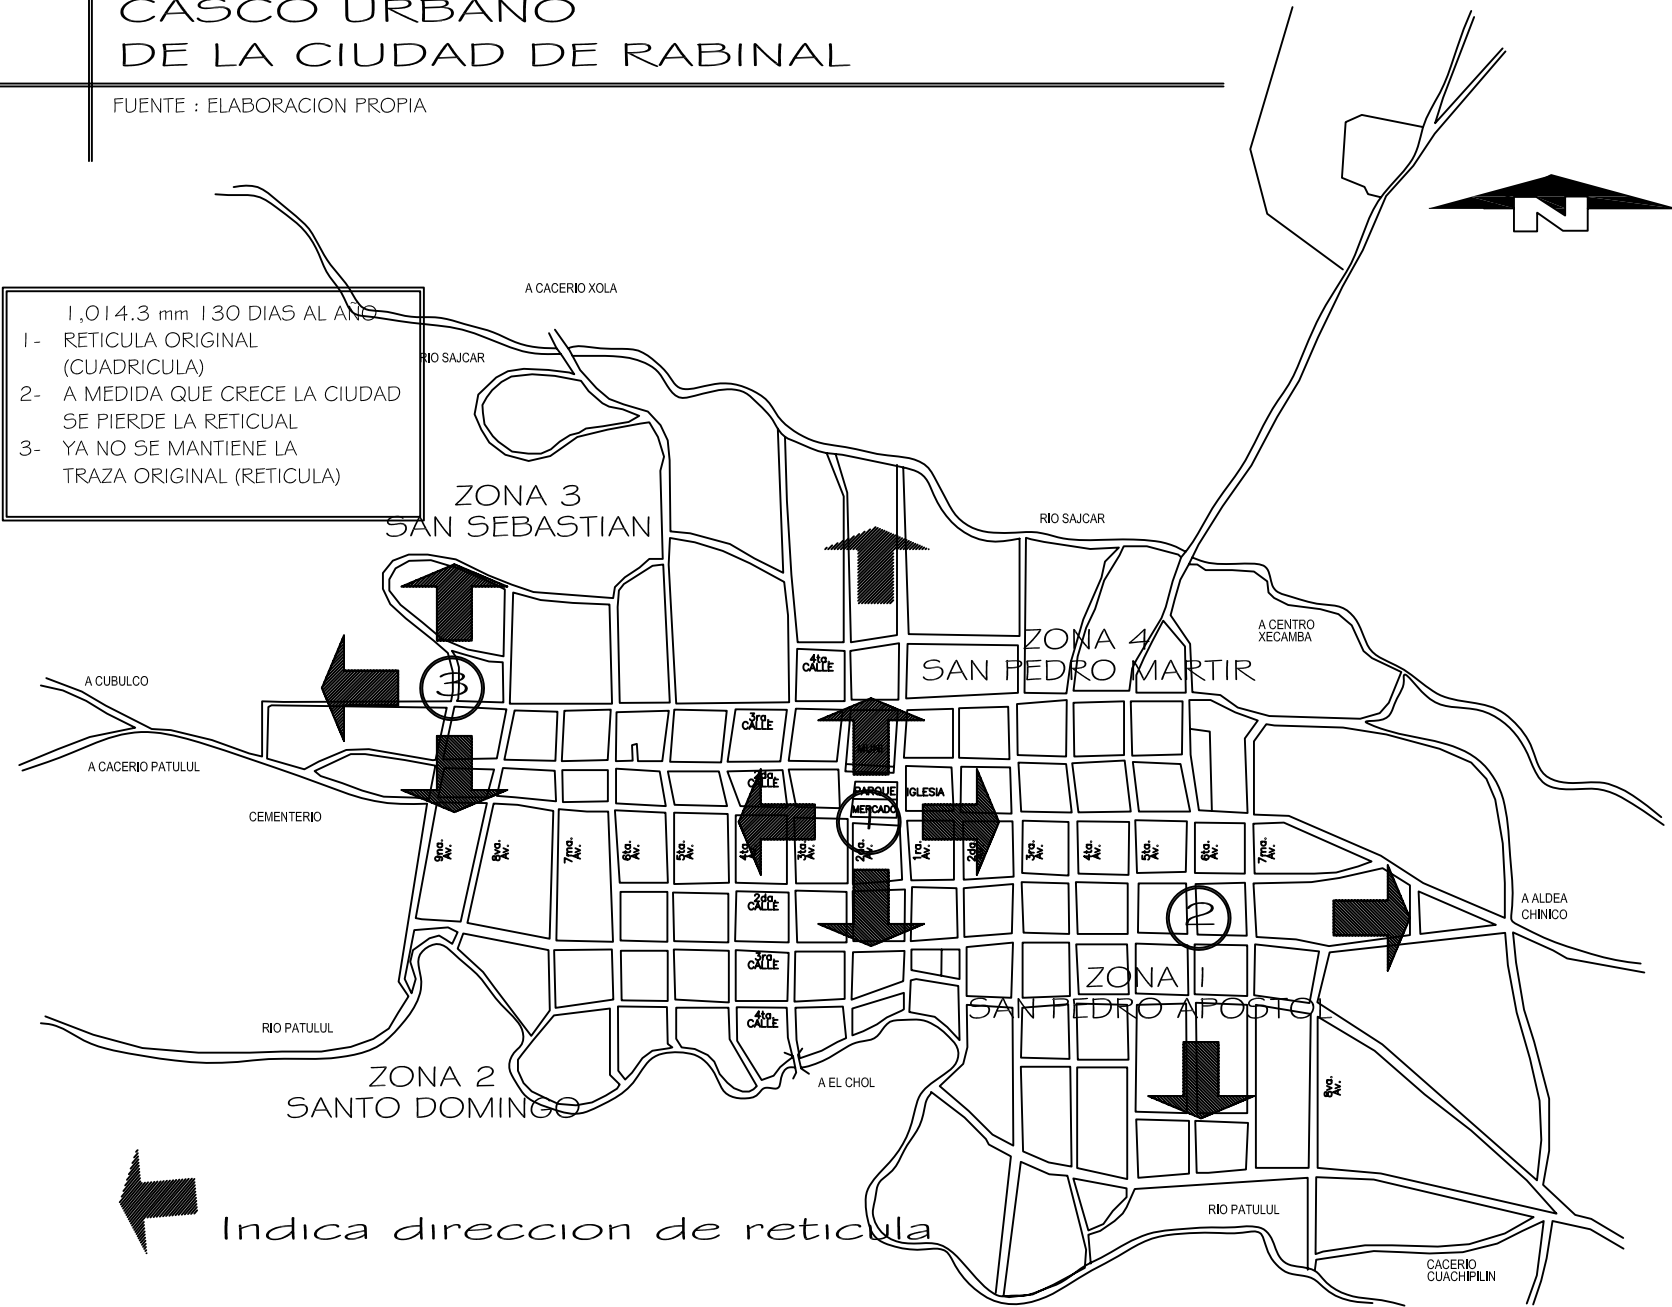 CASCO URBANO
DE LA CIUDAD DE RABINAL
FUENTE : ELABORACION PROPIA
N
1,014.3 mm 130 DIAS AL AÑO
1- RETICULA ORIGINAL
(CUADRICULA)
2- A MEDIDA QUE CRECE LA CIUDAD
SE PIERDE LA RETICUAL
3- YA NO SE MANTIENE LA
TRAZA ORIGINAL (RETICULA)
A CACERIO XOLA
RIO SAJCAR
ZONA 3
SAN SEBASTIAN
RIO SAJCAR
A CENTRO
XECAMBA
ZONA 4
SAN PEDRO MARTIR
4ta.
CALLE
A CUBULCO
3
3ra
CALLE
MUNI
A CACERIO PATULUL
2da.
CALLE
PARQUE
IGLESIA
MERCADO
1
CEMENTERIO
9na.
Av.
8va.
Av.
7ma.
Av.
6ta.
Av.
5ta.
Av.
4ta.
Av.
3ta.
Av.
2da.
Av.
1ra.
Av.
2da.
3ra.
Av.
4ta.
Av.
5ta.
Av.
6ta.
Av.
7ma.
Av.
2da.
CALLE
2
A ALDEA
CHINICO
3ra
CALLE
ZONA 1
SAN PEDRO APOSTOL
4ta.
CALLE
RIO PATULUL
ZONA 2
SANTO DOMINGO
A EL CHOL
8va.
Av.
Indica direccion de reticula
RIO PATULUL
CACERIO
CUACHIPILIN